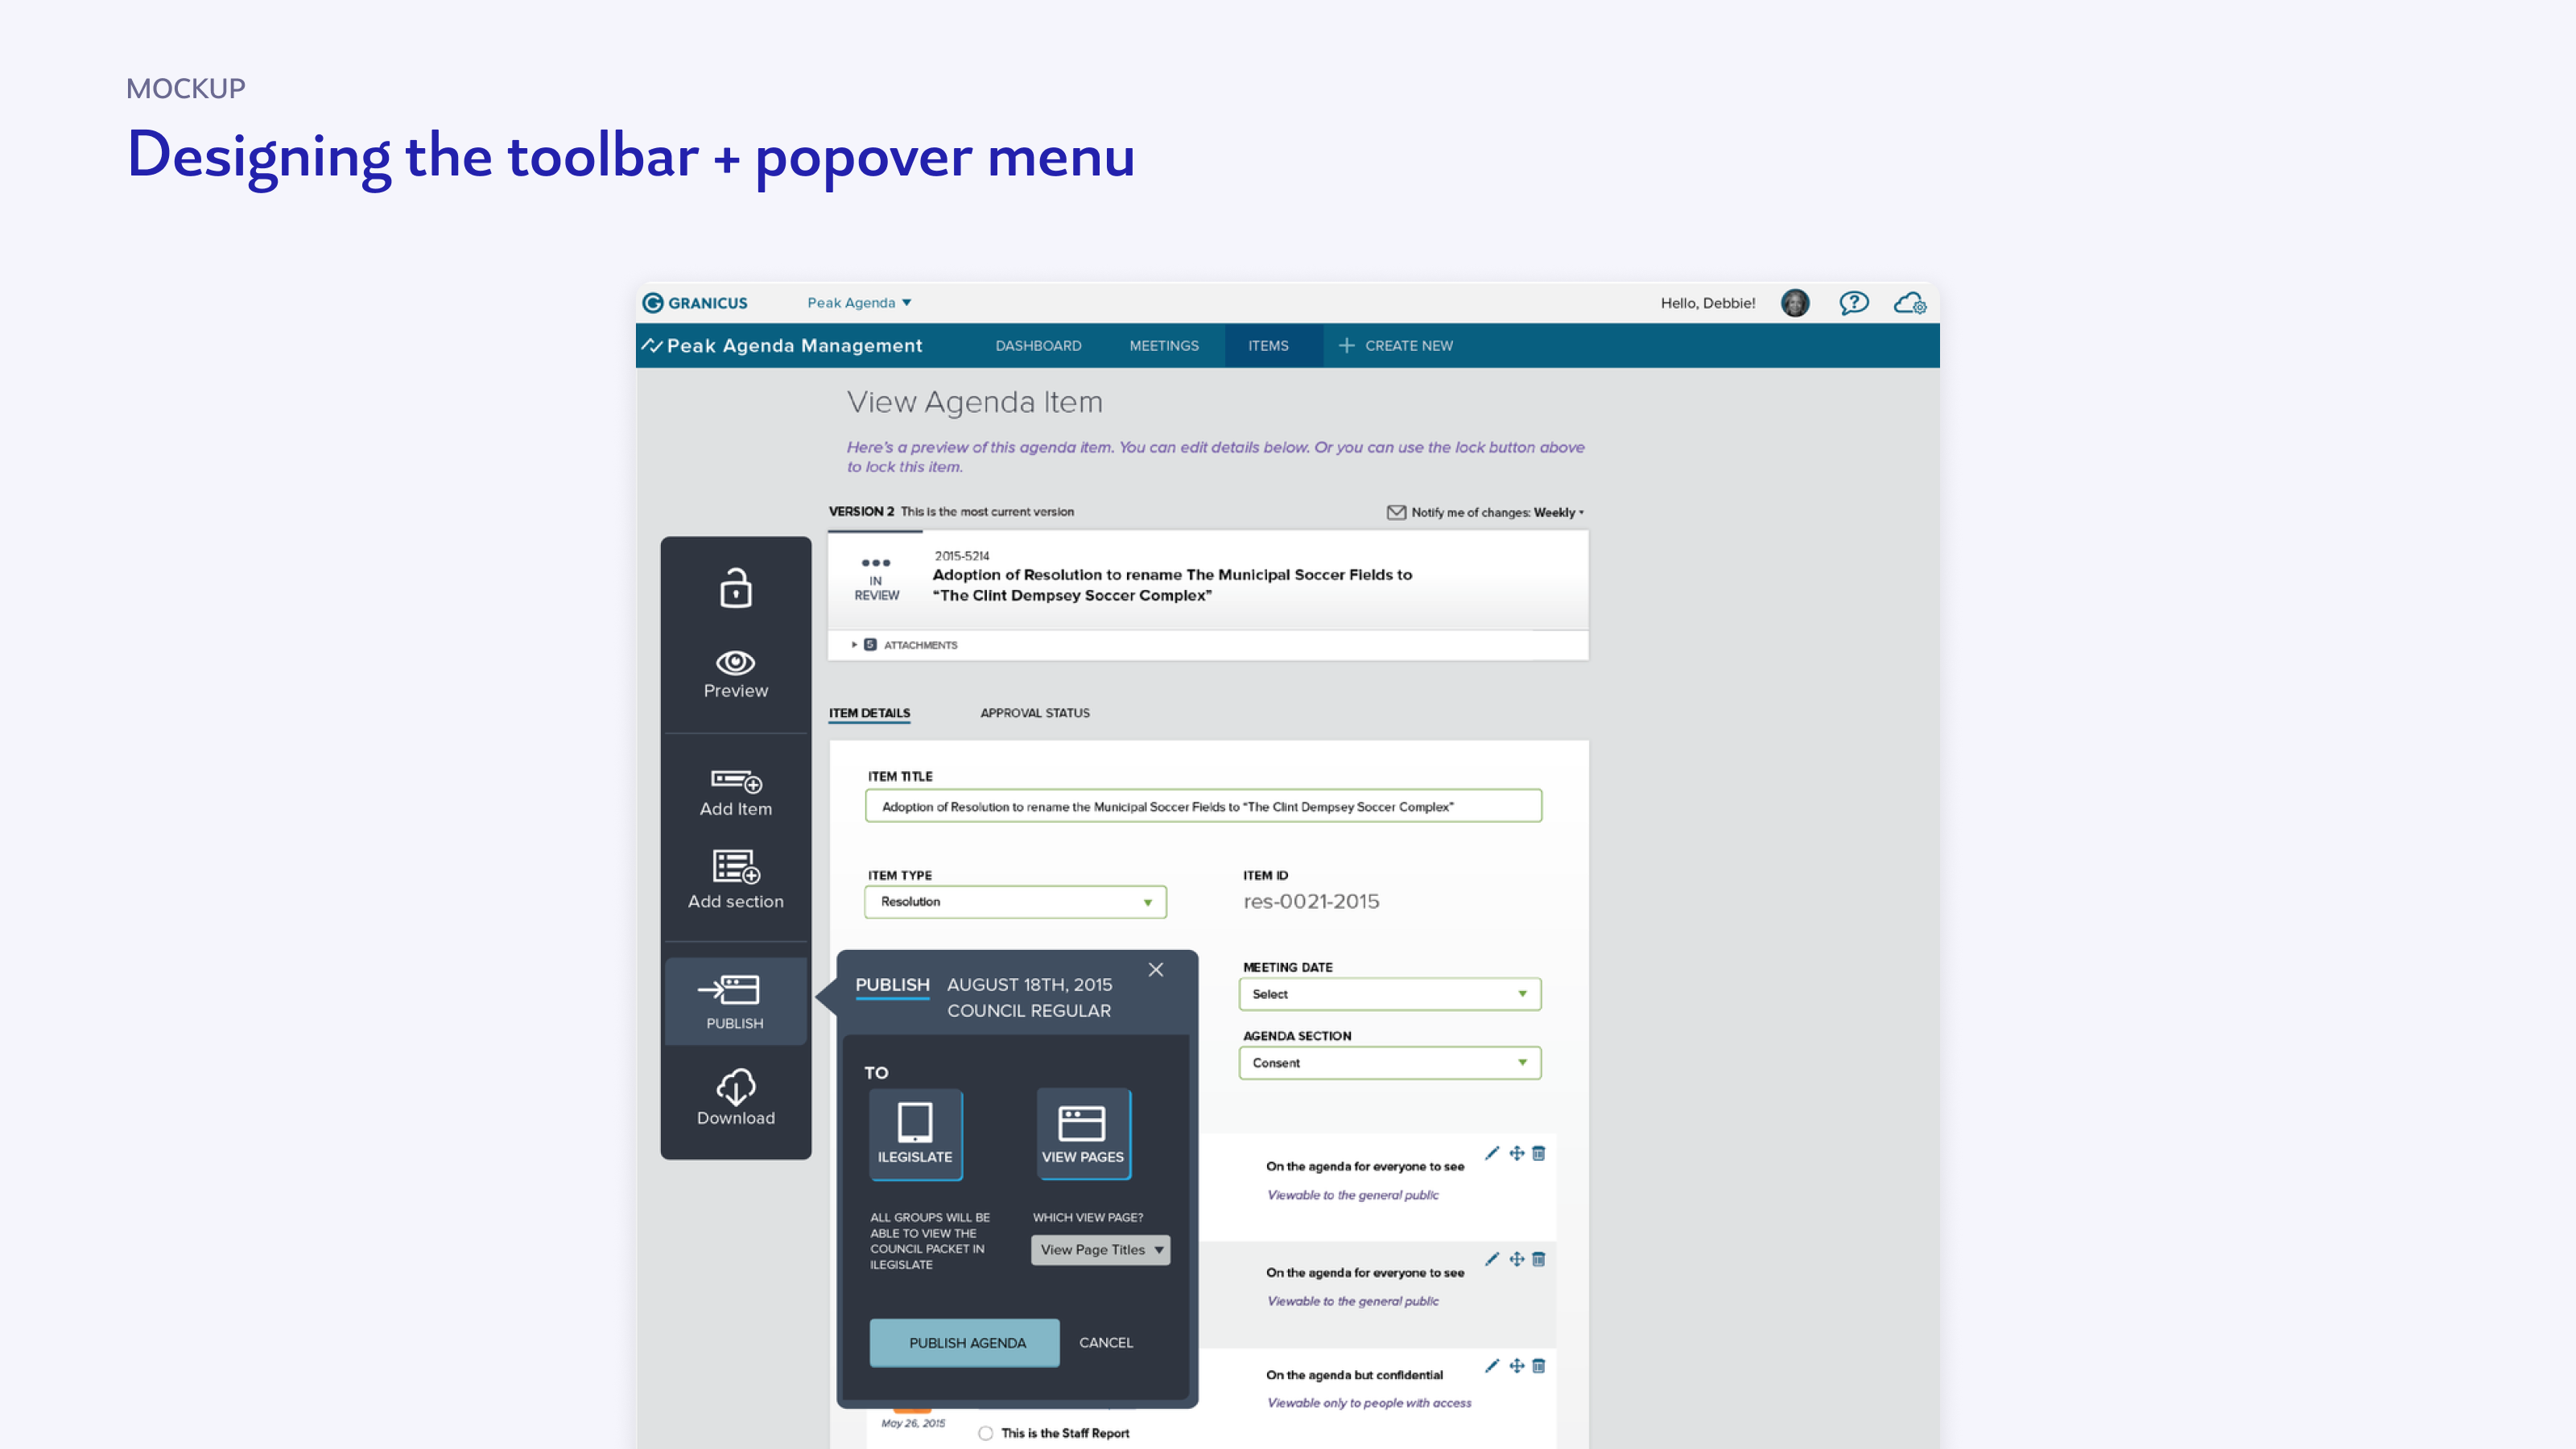 MOCKUP
Designing the toolbar + popover menu
GRANICUS
Peak Agenda
Hello, Debbie!
Peak Agenda Management
DASHBOARD
MEETINGS
ITEMS
CREATE NEW
View Agenda Item
Here's a preview of this agenda item. You can edit details below. Or you can use the lock button above
to lock this item.
VERSION 2 This is the most current version
Notify me of changes: Weekly
IN
REVIEW
2015-5214
Adoption of Resolution to rename The Municipal Soccer Fields to
“The Clint Dempsey Soccer Complex”
5 ATTACHMENTS
Preview
Add Item
Add section
PUBLISH
Download
ITEM DETAILS
APPROVAL STATUS
ITEM TITLE
Adoption of Resolution to rename the Municipal Soccer Fields to “The Clint Dempsey Soccer Complex”
ITEM TYPE
Resolution
ITEM ID
res-0021-2015
MEETING DATE
Select
AGENDA SECTION
Consent
PUBLISH
AUGUST 18TH, 2015
COUNCIL REGULAR
TO
ILEGISLATE
VIEW PAGES
ALL GROUPS WILL BE
ABLE TO VIEW THE
COUNCIL PACKET IN
ILEGISLATE
WHICH VIEW PAGE?
View Page Titles
PUBLISH AGENDA
CANCEL
On the agenda for everyone to see
Viewable to the general public
On the agenda for everyone to see
Viewable to the general public
On the agenda but confidential
Viewable only to people with access
May 26, 2015
This is the Staff Report